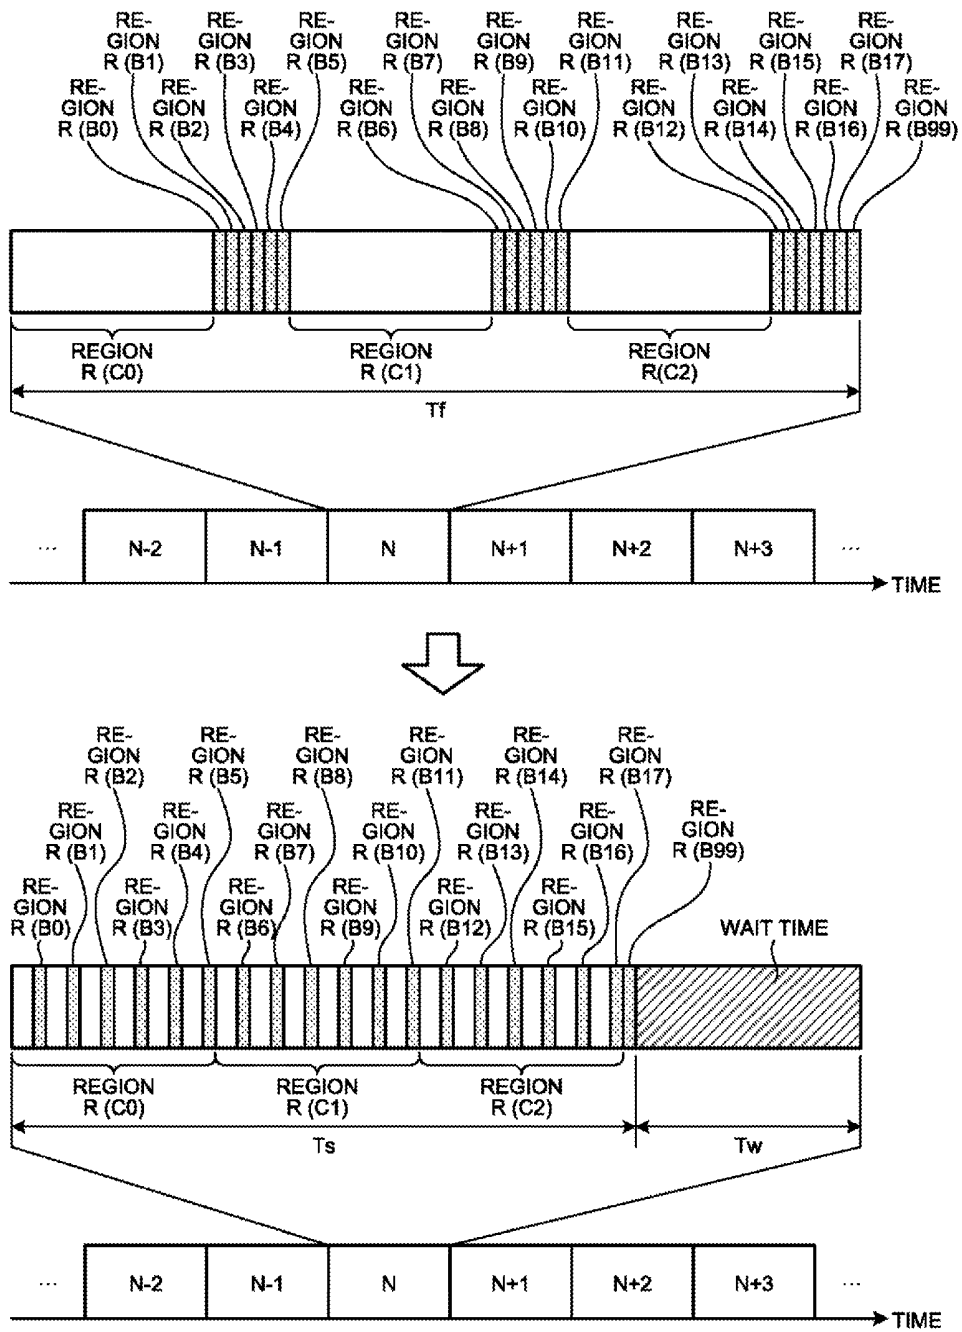 RE-
GION
R (B1)
RE-
GION
R (B3)
RE-
GION
R (B5)
RE-
GION
R (B7)
RE-
GION
R (B9)
RE-
GION
R (B11)
RE-
GION
R (B13)
RE-
GION
R (B15)
RE-
GION
R (B17)
RE-
GION
R (B0)
RE-
GION
R (B2)
RE-
GION
R (B4)
RE-
GION
R (B6)
RE-
GION
R (B8)
RE-
GION
R (B10)
RE-
GION
R (B12)
RE-
GION
R (B14)
RE-
GION
R (B16)
RE-
GION
R (B99)
REGION
R (C0)
REGION
R (C1)
REGION
R(C2)
Tf
... N-2 N-1 N N+1 N+2 N+3 ...
TIME
RE-
GION
R (B2)
RE-
GION
R (B5)
RE-
GION
R (B8)
RE-
GION
R (B11)
RE-
GION
R (B14)
RE-
GION
R (B17)
RE-
GION
R (B1)
RE-
GION
R (B4)
RE-
GION
R (B7)
RE-
GION
R (B10)
RE-
GION
R (B13)
RE-
GION
R (B16)
RE-
GION
R (B99)
RE-
GION
R (B0)
RE-
GION
R (B3)
RE-
GION
R (B6)
RE-
GION
R (B9)
RE-
GION
R (B12)
RE-
GION
R (B15)
WAIT TIME
REGION
R (C0)
REGION
R (C1)
REGION
R (C2)
Ts
Tw
... N-2 N-1 N N+1 N+2 N+3 ...
TIME